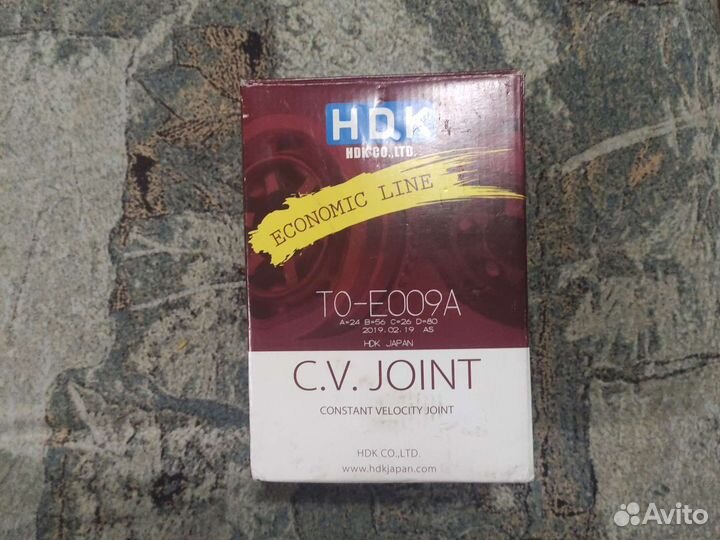 HDK
HDK CO.,LTD.
ECONOMIC LINE
TO-E009A
A=24 B=56 C=26 D=80
2019.02.19 AS
HDK JAPAN
C.V. JOINT
CONSTANT VELOCITY JOINT
HDK CO.,LTD.
www.hdkjapan.com
Avito